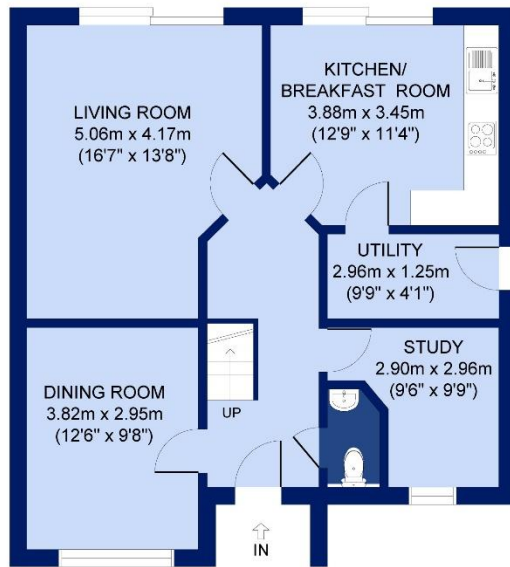 LIVING ROOM
5.06m x 4.17m
(16'7" x 13'8")
KITCHEN/
BREAKFAST ROOM
3.88m x 3.45m
(12'9" x 11'4")
UTILITY
2.96m x 1.25m
(9'9" x 4'1")
STUDY
2.90m x 2.96m
(9'6" x 9'9")
DINING ROOM
3.82m x 2.95m
(12'6" x 9'8")
UP
IN